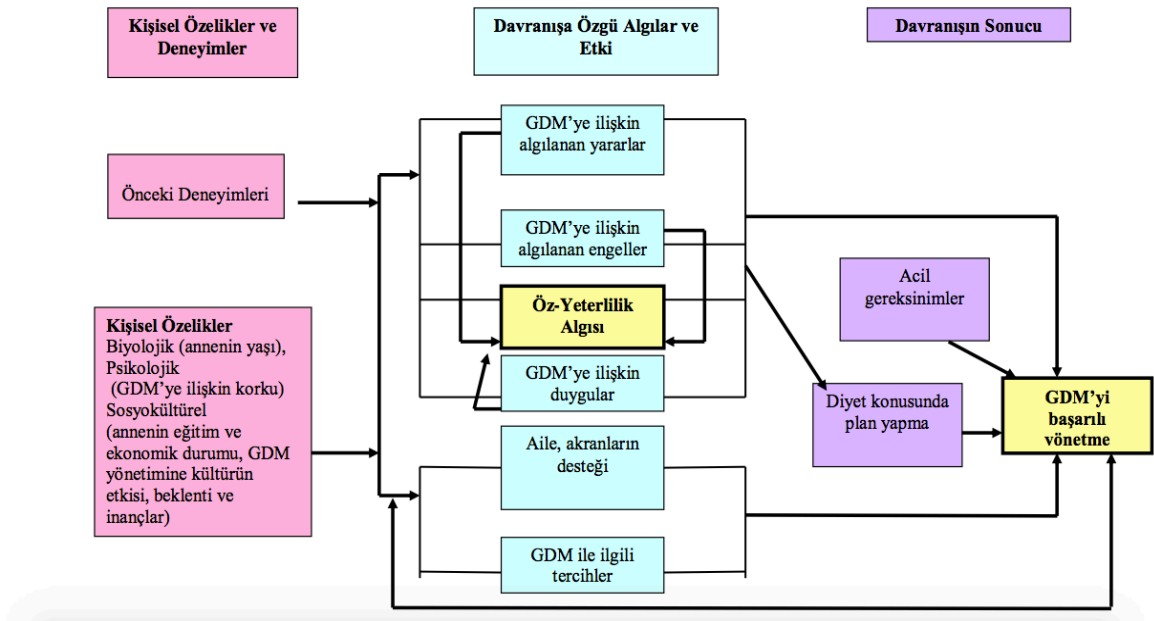 Kişisel Özelikler ve
Deneyimler
Davranışa Özgü Algılar ve
Etki
Davranışın Sonucu
Önceki Deneyimleri
Kişisel Özelikler
Biyolojik (annenin yaşı),
Psikolojik
(GDM’ye ilişkin korku)
Sosyokültürel
(annenin eğitim ve
ekonomik durumu, GDM
yönetimine kültürün
etkisi, beklenti ve
inançlar)
GDM’ye ilişkin
algılanan yararlar
GDM’ye ilişkin
algılanan engeller
Öz-Yeterlilik
Algısı
GDM’ye ilişkin
duygular
Aile, akranların
desteği
GDM ile ilgili
tercihler
Acil
gereksinimler
Diyet konusunda
plan yapma
GDM’yi
başarılı
yönetme